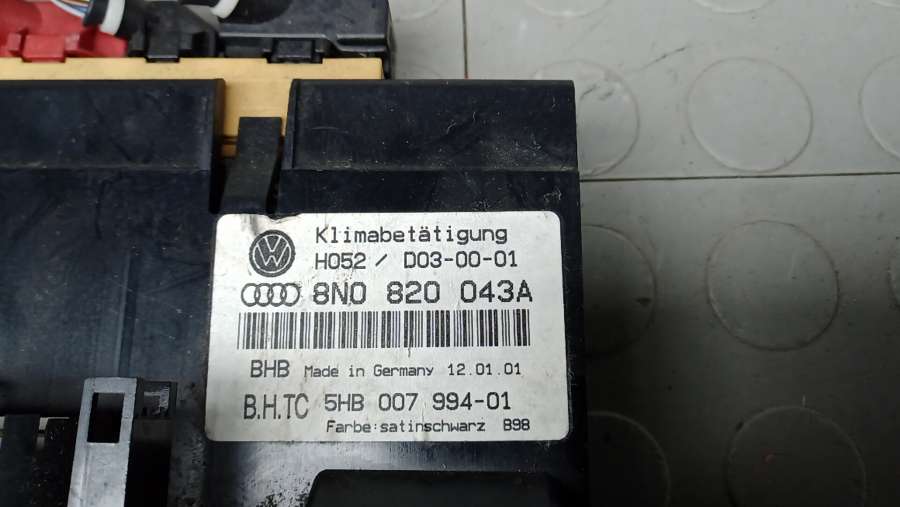 Klimabetätigung
H052 / D03-00-01
8N0 820 043A
BHB Made in Germany 12.01.01
B.H.TC 5HB 007 994-01
Farbe:satinschwarz B98